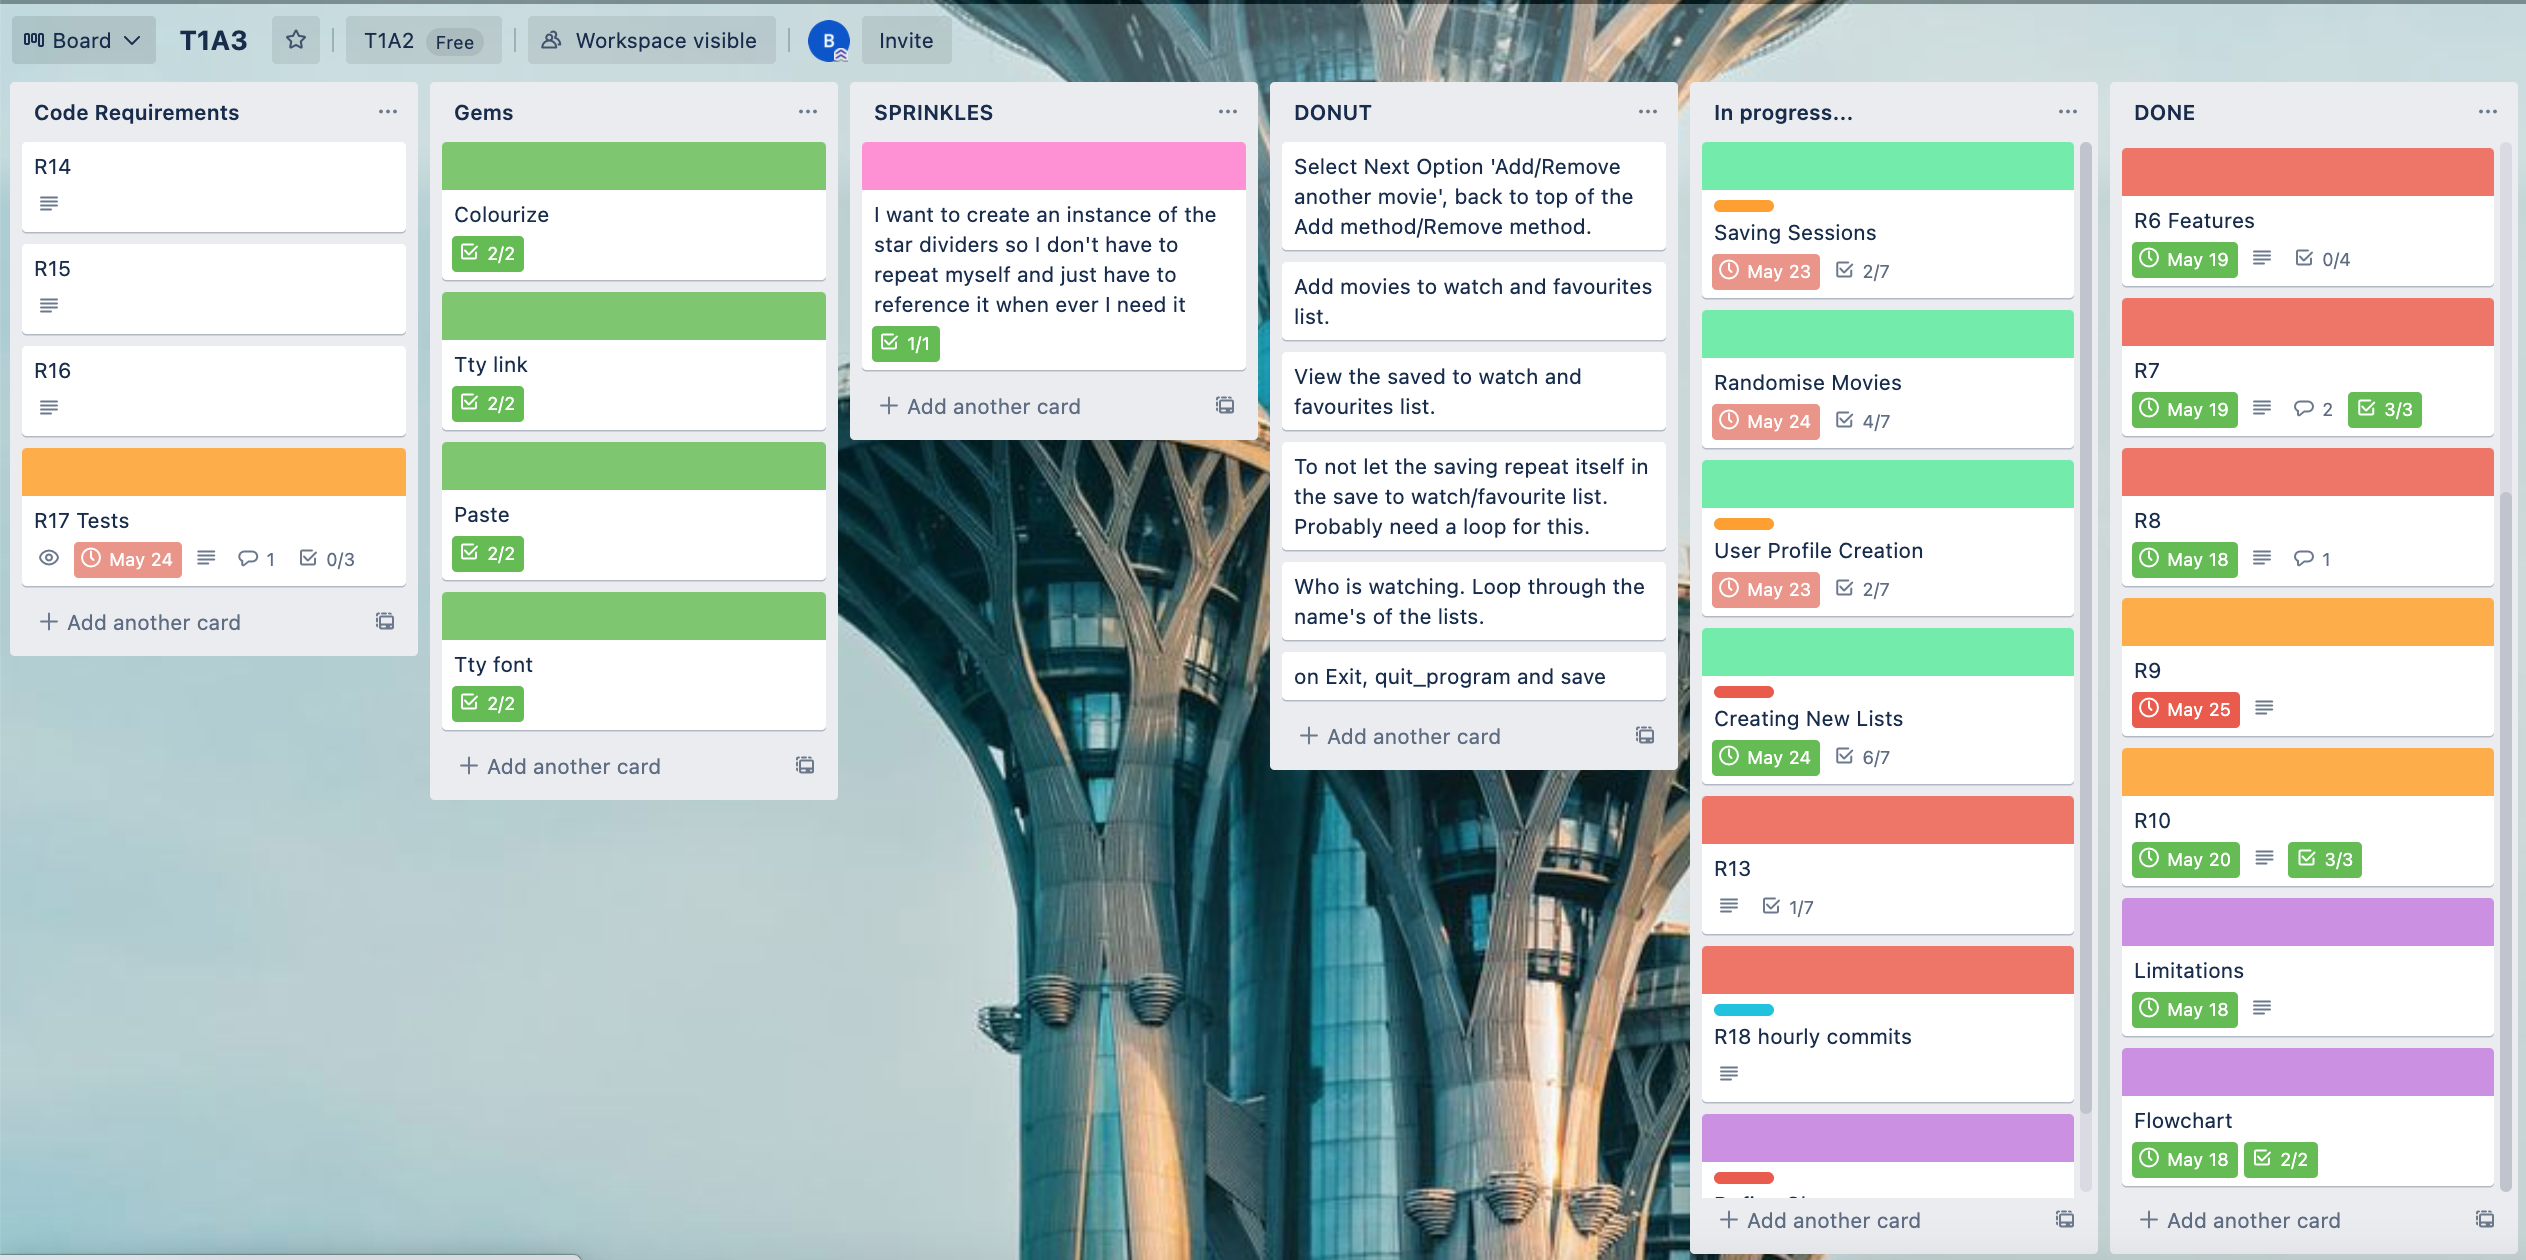 Board
T1A3
T1A2 Free
Workspace visible
B
Invite
Code Requirements
R14
R15
R16
R17 Tests
May 24
1
0/3
Add another card
Gems
Colourize
2/2
Tty link
2/2
Paste
2/2
Tty font
2/2
Add another card
SPRINKLES
I want to create an instance of the
star dividers so I don't have to
repeat myself and just have to
reference it when ever I need it
1/1
Add another card
DONUT
Select Next Option 'Add/Remove
another movie', back to top of the
Add method/Remove method.
Add movies to watch and favourites
list.
View the saved to watch and
favourites list.
To not let the saving repeat itself in
the save to watch/favourite list.
Probably need a loop for this.
Who is watching. Loop through the
name's of the lists.
on Exit, quit_program and save
Add another card
In progress...
Saving Sessions
May 23 2/7
Randomise Movies
May 24 4/7
User Profile Creation
May 23 2/7
Creating New Lists
May 24 6/7
R13
1/7
R18 hourly commits
Add another card
DONE
R6 Features
May 19 0/4
R7
May 19 2 3/3
R8
May 18 1
R9
May 25
R10
May 20 3/3
Limitations
May 18
Flowchart
May 18 2/2
Add another card